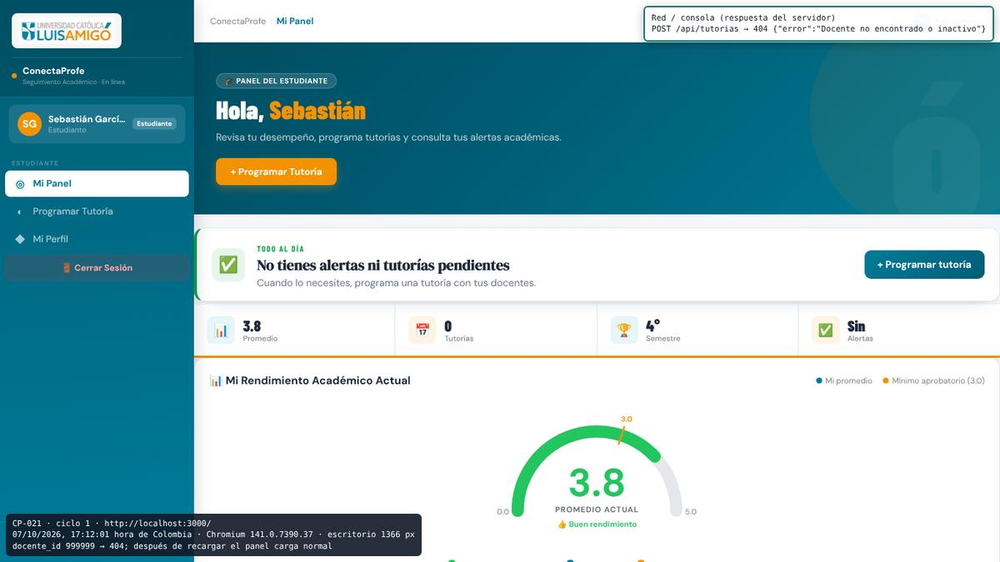 UNIVERSIDAD CATÓLICA
LUISAMIGÓ
ConectaProfe
Seguimiento Académico · En línea
SG
Sebastián Garcí...
Estudiante
Estudiante
ESTUDIANTE
Mi Panel
Programar Tutoría
Mi Perfil
Cerrar Sesión
ConectaProfe › Mi Panel
Red / consola (respuesta del servidor)
POST /api/tutorias → 404 {"error":"Docente no encontrado o inactivo"}
PANEL DEL ESTUDIANTE
Hola, Sebastián
Revisa tu desempeño, programa tutorías y consulta tus alertas académicas.
+ Programar Tutoría
ó
TODO AL DÍA
No tienes alertas ni tutorías pendientes
Cuando lo necesites, programa una tutoría con tus docentes.
+ Programar tutoría
3.8
Promedio
0
Tutorías
4°
Semestre
Sin
Alertas
Mi Rendimiento Académico Actual
Mi promedio
Mínimo aprobatorio (3.0)
3.0
3.8
0.0
PROMEDIO ACTUAL
5.0
Buen rendimiento
CP-021 · ciclo 1 · http://localhost:3000/
07/10/2026, 17:12:01 hora de Colombia · Chromium 141.0.7390.37 · escritorio 1366 px
docente_id 999999 → 404; después de recargar el panel carga normal